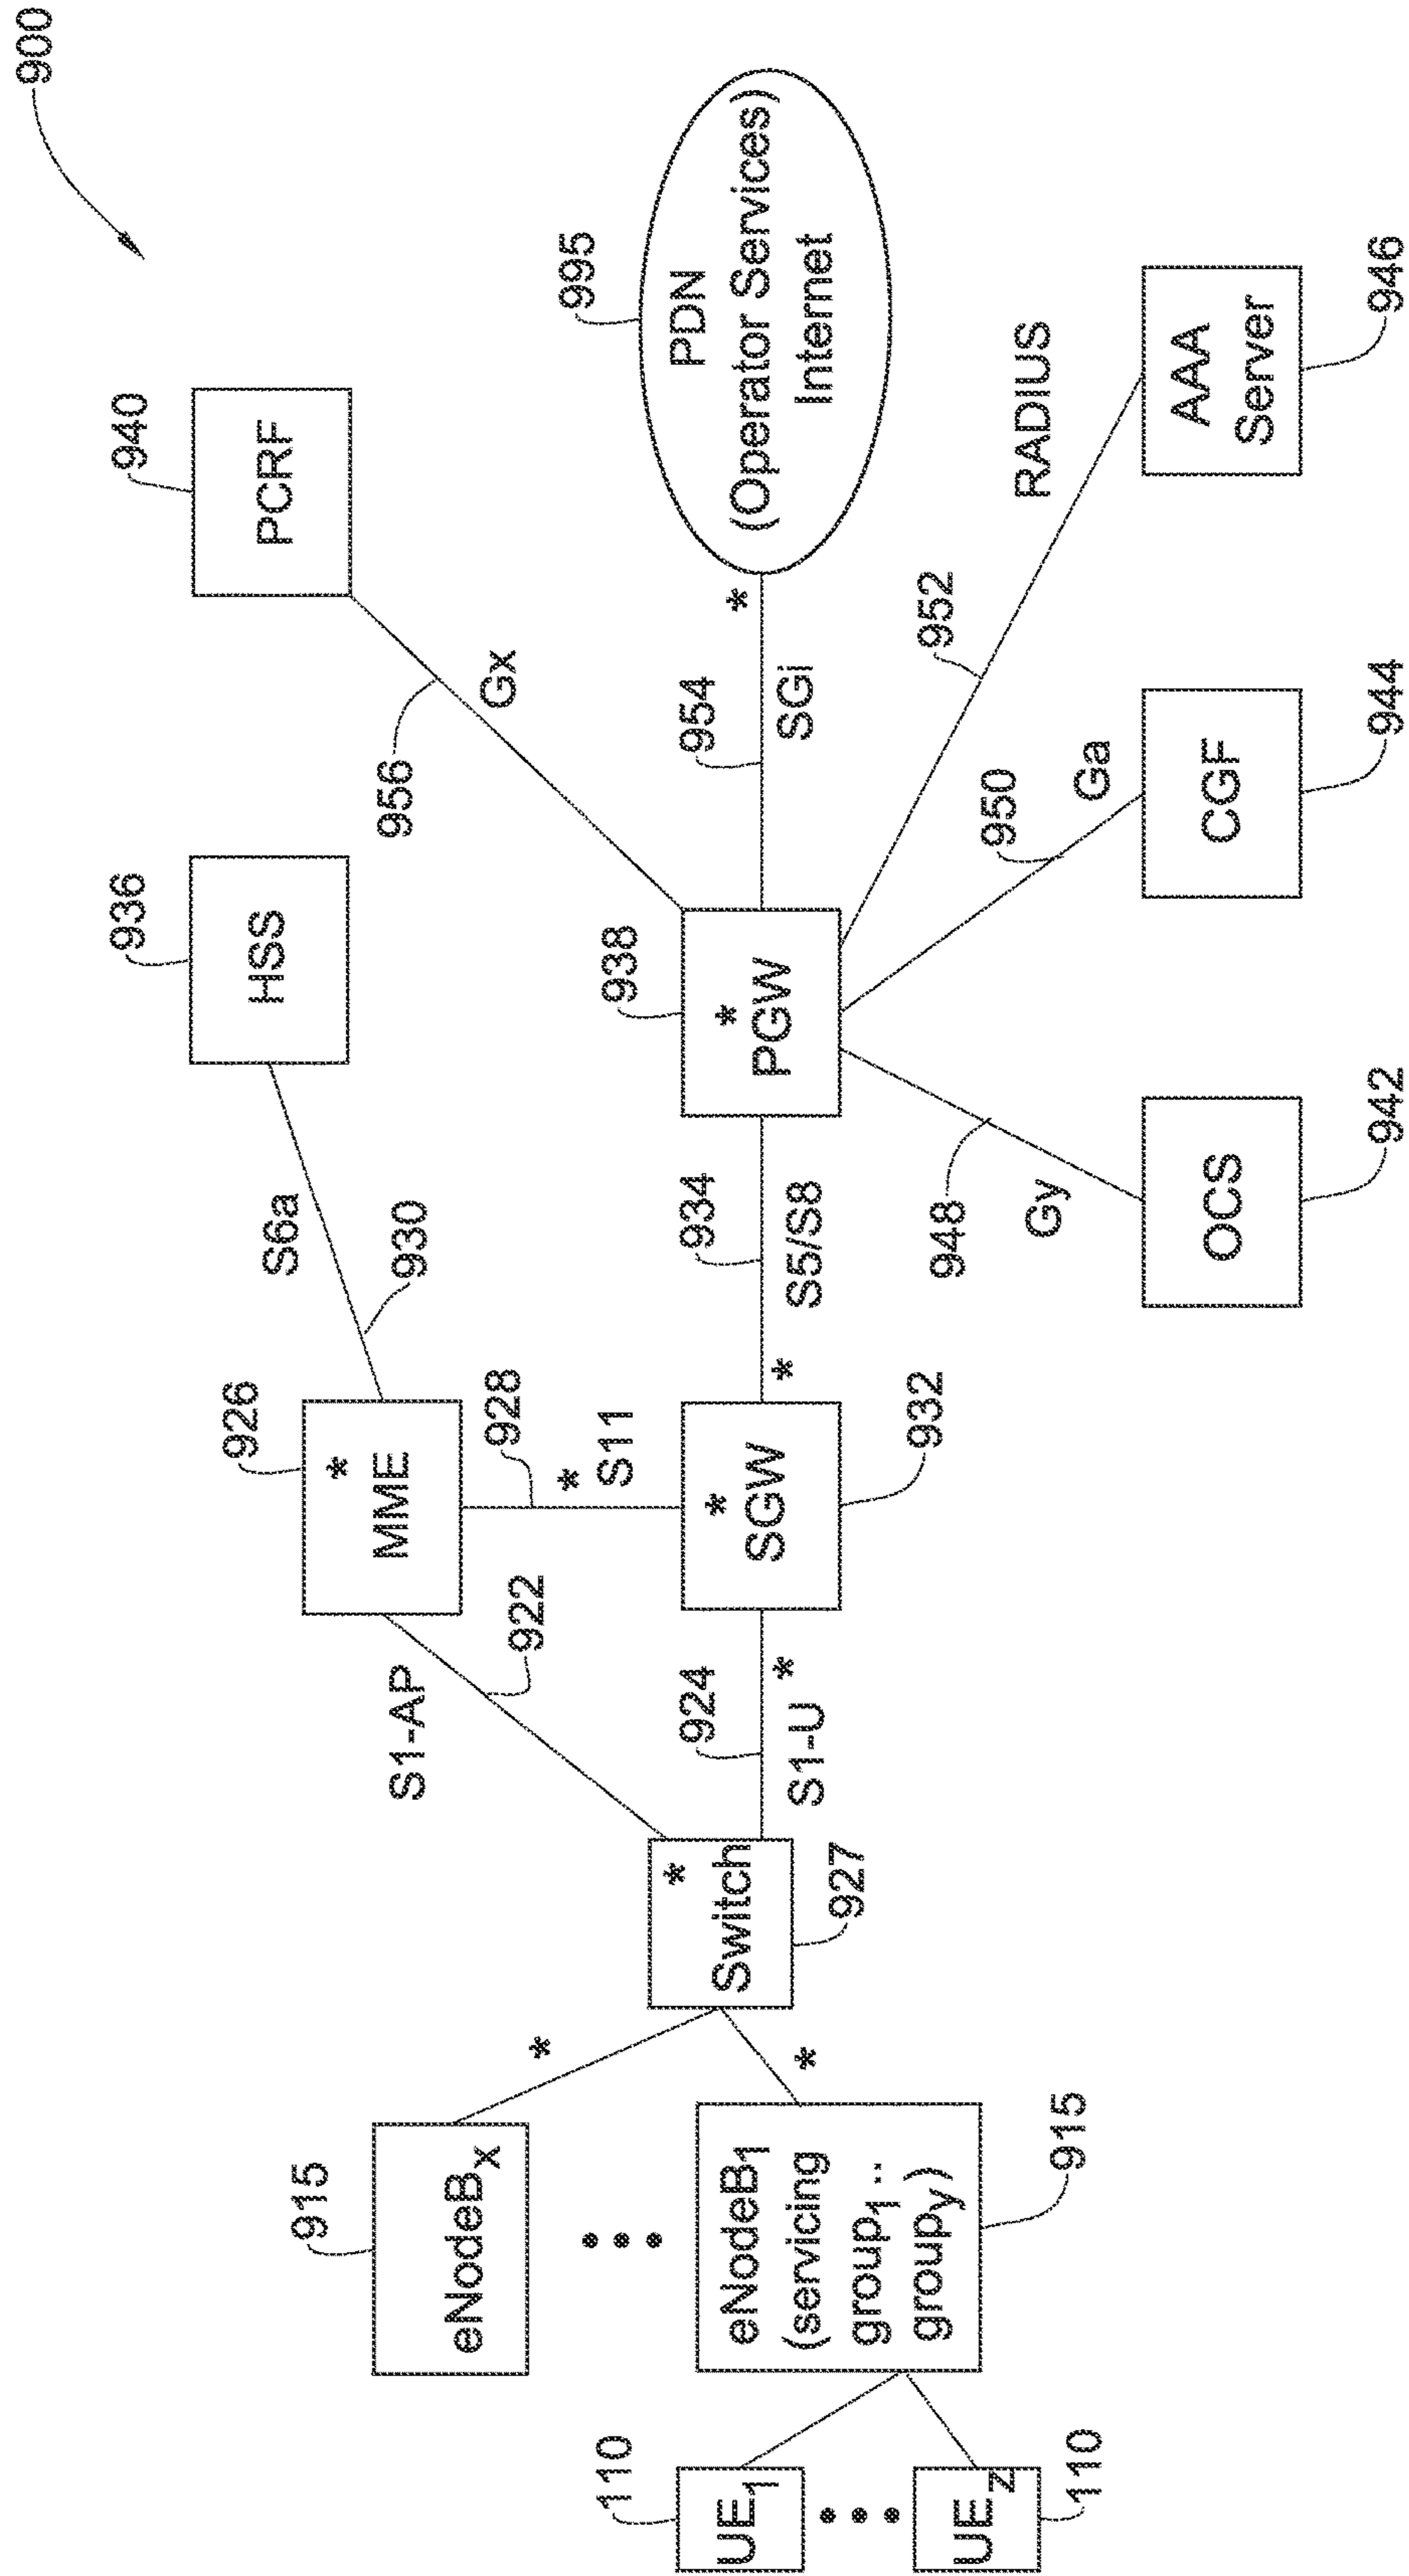 900
940
PCRF
936
HSS
956
Gx
S6a
930
926
*
MME
995
PDN
(Operator Services)
Internet
*
954
SGi
938
*
PGW
934
S5/S8
*
928
*
S11
*
SGW
932
922
S1-AP
924
*
S1-U
*
Switch
927
952
RADIUS
950
Ga
948
Gy
AAA
Server
946
CGF
944
OCS
942
*
*
915
eNodeBx
eNodeB1
(servicing
group1 ..
groupy)
915
110
UE1
UEz
110